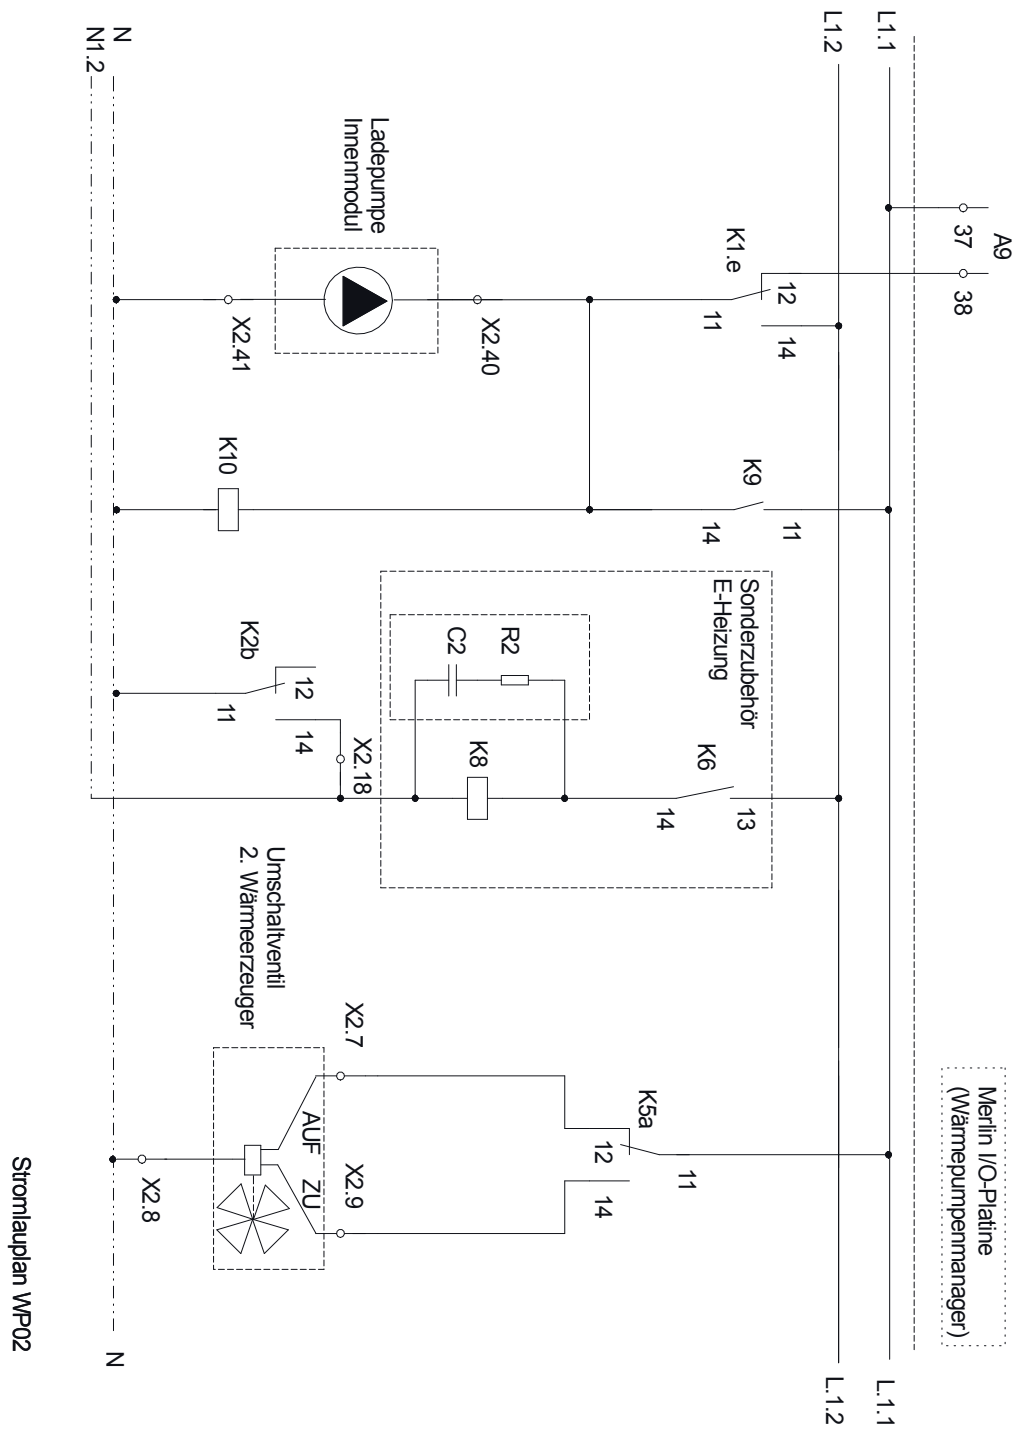 Merlin I/O-Platine
(Wärmepumpenmanager)
A9
37
38
L1.1
L.1.1
L1.2
L.1.2
K1.e
12
11
14
K9
11
14
Sonderzubehör
E-Heizung
K6
13
14
R2
C2
K8
K5a
11
12
14
X2.40
Ladepumpe
Innenmodul
X2.41
K10
X2.18
K2b
12
11
14
X2.7
X2.9
AUF
ZU
Umschaltventil
2. Wärmeerzeuger
X2.8
N
N
N1.2
Stromlauplan WP02